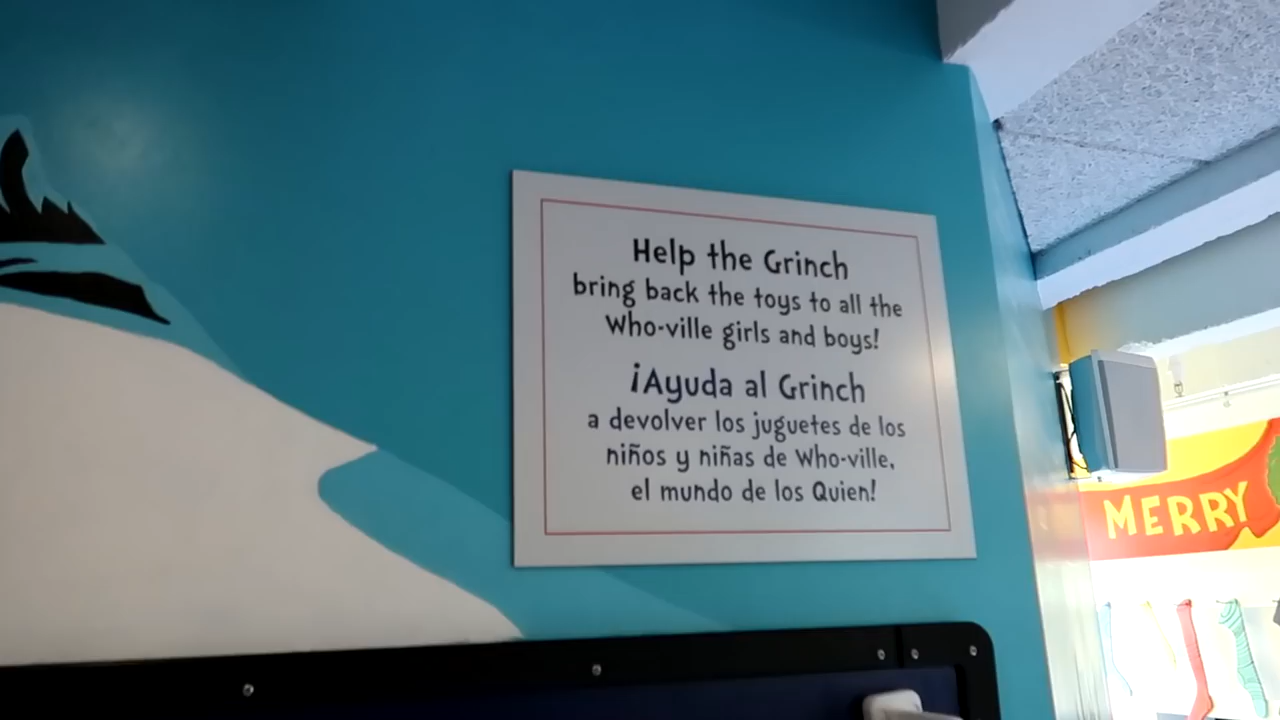 Help the Grinch
bring back the toys to all the
Who-ville girls and boys!
¡Ayuda al Grinch
a devolver los juguetes de los
niños y niñas de Who-ville,
el mundo de los Quien!
MERRY